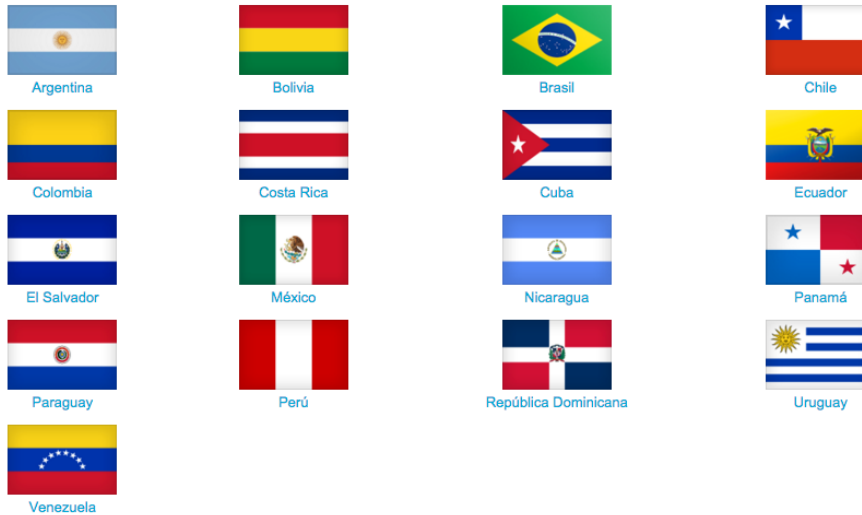 Argentina
Bolivia
Brasil
Chile
Colombia
Costa Rica
Cuba
Ecuador
El Salvador
México
Nicaragua
Panamá
Paraguay
Perú
República Dominicana
Uruguay
Venezuela